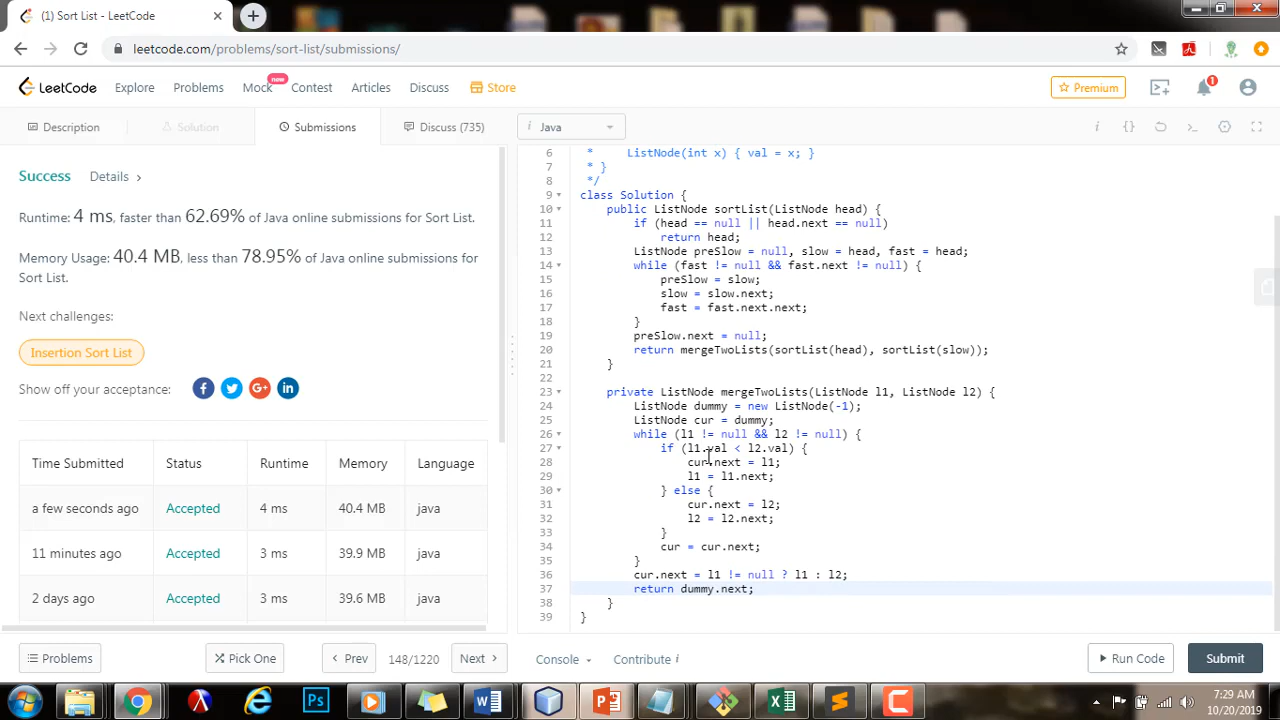 (1) Sort List - LeetCode
leetcode.com/problems/sort-list/submissions/
LeetCode
Explore
Problems
Mock
new
Contest
Articles
Discuss
Store
Premium
1
Description
Solution
Submissions
Discuss (735)
i Java
i {}
Success Details >
Runtime: 4 ms, faster than 62.69% of Java online submissions for Sort List.
Memory Usage: 40.4 MB, less than 78.95% of Java online submissions for
Sort List.
Next challenges:
Insertion Sort List
Show off your acceptance:
Time Submitted Status Runtime Memory Language
a few seconds ago Accepted 4 ms 40.4 MB java
11 minutes ago Accepted 3 ms 39.9 MB java
2 days ago Accepted 3 ms 39.6 MB java
6 * ListNode(int x) { val = x; }
7 * }
8 */
9 class Solution {
10 public ListNode sortList(ListNode head) {
11 if (head == null || head.next == null)
12 return head;
13 ListNode preSlow = null, slow = head, fast = head;
14 while (fast != null && fast.next != null) {
15 preSlow = slow;
16 slow = slow.next;
17 fast = fast.next.next;
18 }
19 preSlow.next = null;
20 return mergeTwoLists(sortList(head), sortList(slow));
21 }
22
23 private ListNode mergeTwoLists(ListNode l1, ListNode l2) {
24 ListNode dummy = new ListNode(-1);
25 ListNode cur = dummy;
26 while (l1 != null && l2 != null) {
27 if (l1.val < l2.val) {
28 cur.next = l1;
29 l1 = l1.next;
30 } else {
31 cur.next = l2;
32 l2 = l2.next;
33 }
34 cur = cur.next;
35 }
36 cur.next = l1 != null ? l1 : l2;
37 return dummy.next;
38 }
39 }
Problems
Pick One
< Prev
148/1220
Next >
Console
Contribute i
Run Code
Submit
7:29 AM
10/20/2019